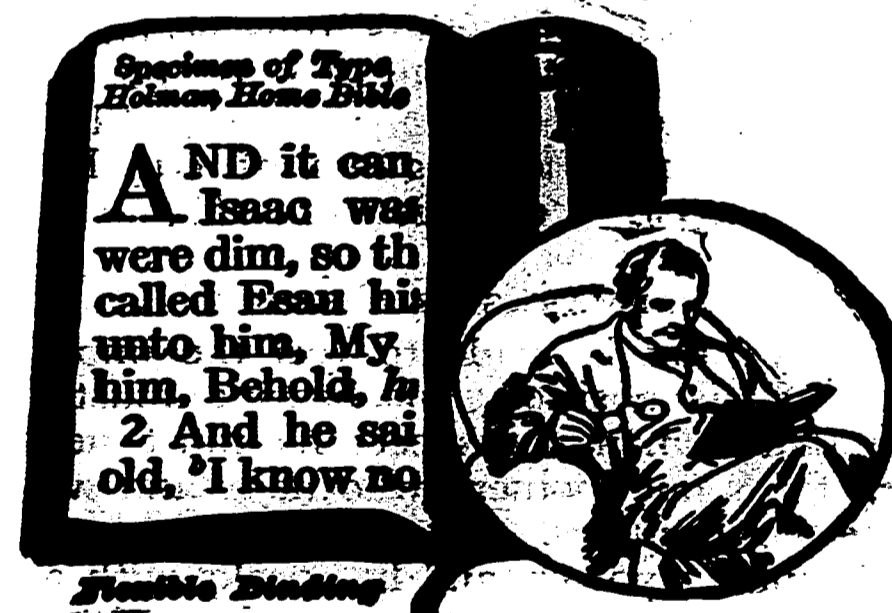 Specimen of Type
Holman Home Bible
AND it cam
Isaac was
were dim, so th
called Esau his
unto him, My
him, Behold, he
2 And he sai
old, I know no
Flexible Binding